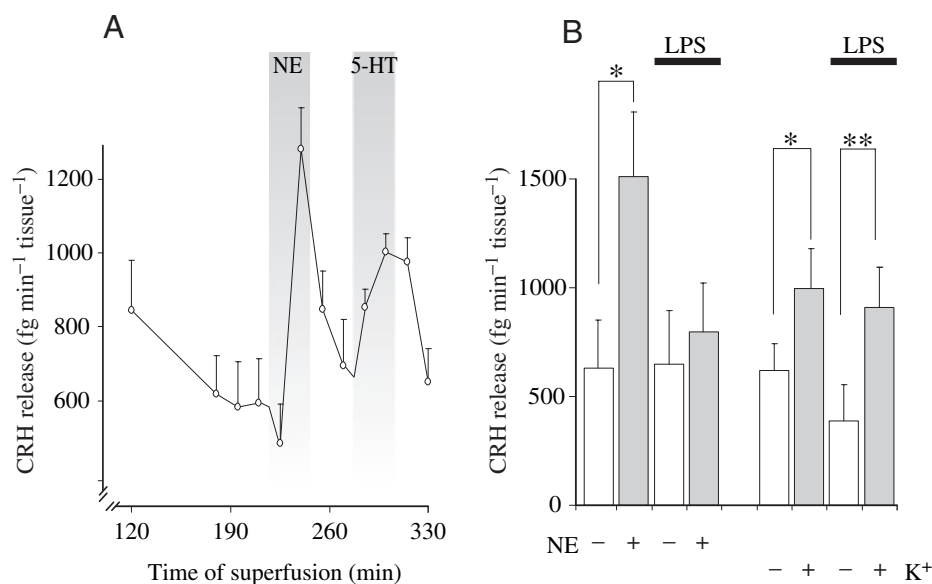 A
NE
5-HT
CRH release (fg min⁻¹ tissue⁻¹)
1200
1000
800
600
120 190 260 330
Time of superfusion (min)
B
LPS LPS
*
* **
CRH release (fg min⁻¹ tissue⁻¹)
1500
1000
500
0
NE − + − +
− + − + K⁺